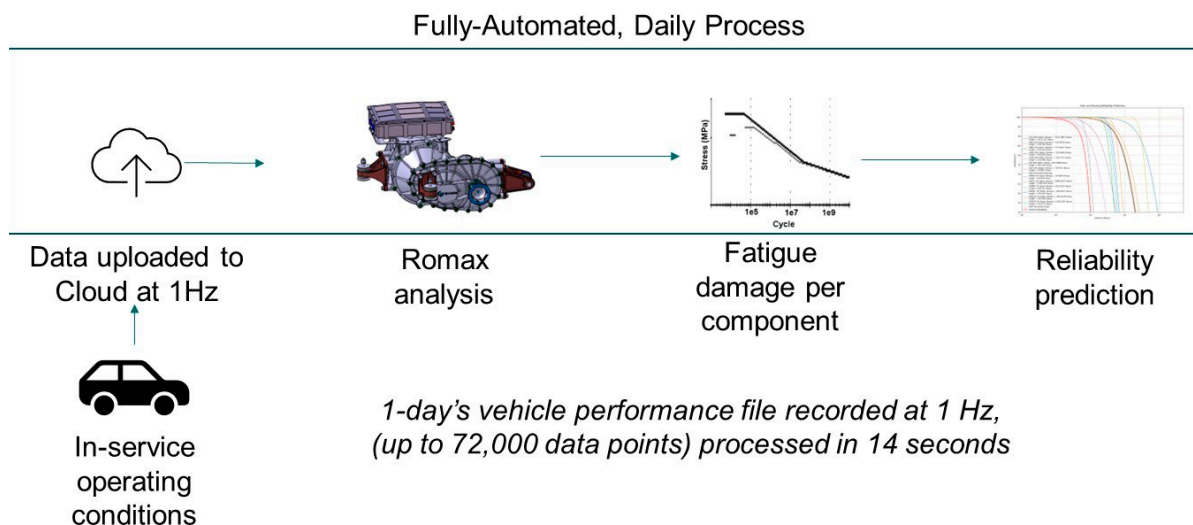 Fully-Automated, Daily Process
Stress (MPa)
1e5 1e7 1e9
Cycle
Data uploaded to
Cloud at 1Hz
Romax
analysis
Fatigue
damage per
component
Reliability
prediction
In-service
operating
conditions
1-day's vehicle performance file recorded at 1 Hz,
(up to 72,000 data points) processed in 14 seconds